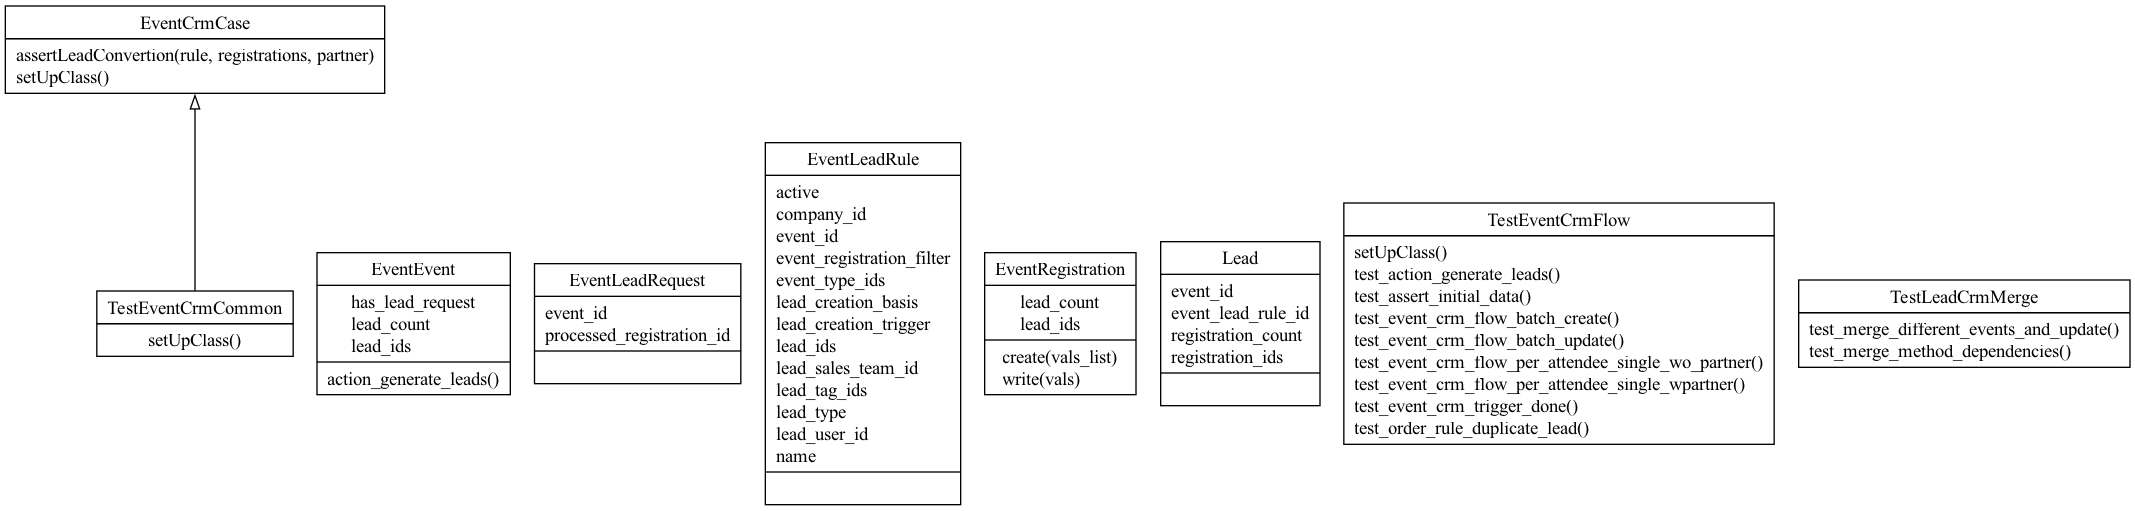 EventCrmCase
assertLeadConvertion(rule, registrations, partner)
setUpClass()
TestEventCrmCommon
setUpClass()
EventEvent
has_lead_request
lead_count
lead_ids
action_generate_leads()
EventLeadRequest
event_id
processed_registration_id
EventLeadRule
active
company_id
event_id
event_registration_filter
event_type_ids
lead_creation_basis
lead_creation_trigger
lead_ids
lead_sales_team_id
lead_tag_ids
lead_type
lead_user_id
name
EventRegistration
lead_count
lead_ids
create(vals_list)
write(vals)
Lead
event_id
event_lead_rule_id
registration_count
registration_ids
TestEventCrmFlow
setUpClass()
test_action_generate_leads()
test_assert_initial_data()
test_event_crm_flow_batch_create()
test_event_crm_flow_batch_update()
test_event_crm_flow_per_attendee_single_wo_partner()
test_event_crm_flow_per_attendee_single_wpartner()
test_event_crm_trigger_done()
test_order_rule_duplicate_lead()
TestLeadCrmMerge
test_merge_different_events_and_update()
test_merge_method_dependencies()